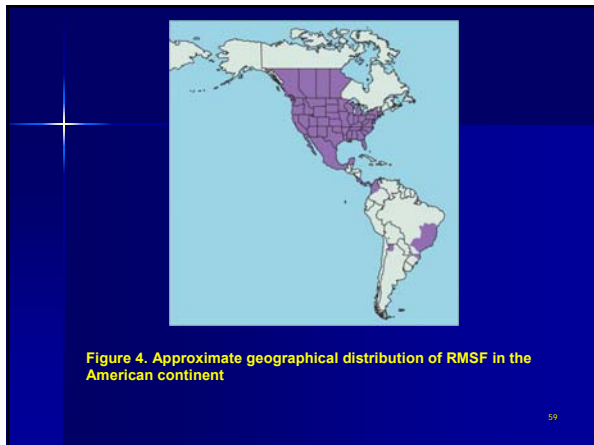 Figure 4. Approximate geographical distribution of RMSF in the
American continent
59